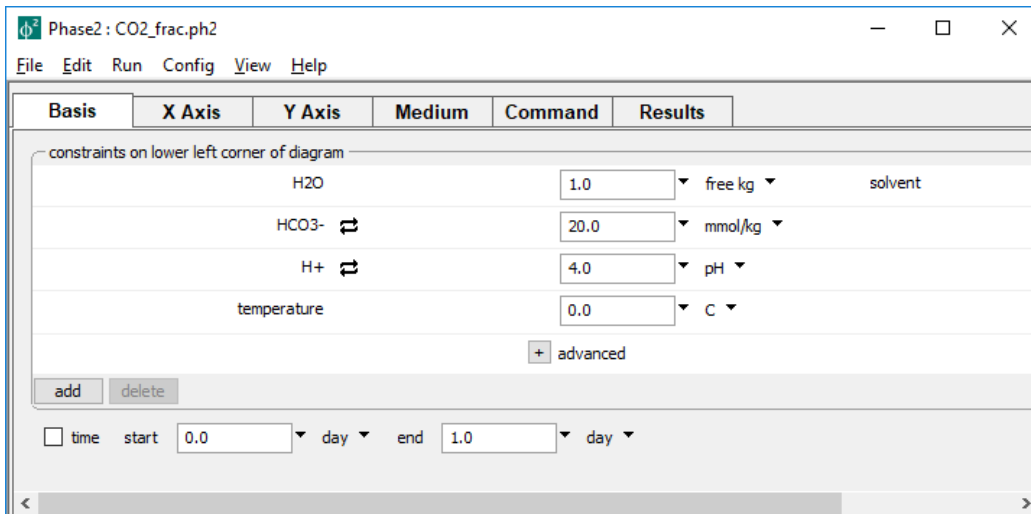 ϕ² Phase2 : CO2_frac.ph2
File Edit Run Config View Help
Basis X Axis Y Axis Medium Command Results
constraints on lower left corner of diagram
H2O 1.0 free kg solvent
HCO3- 20.0 mmol/kg
H+ 4.0 pH
temperature 0.0 C
+ advanced
add delete
time start 0.0 day end 1.0 day